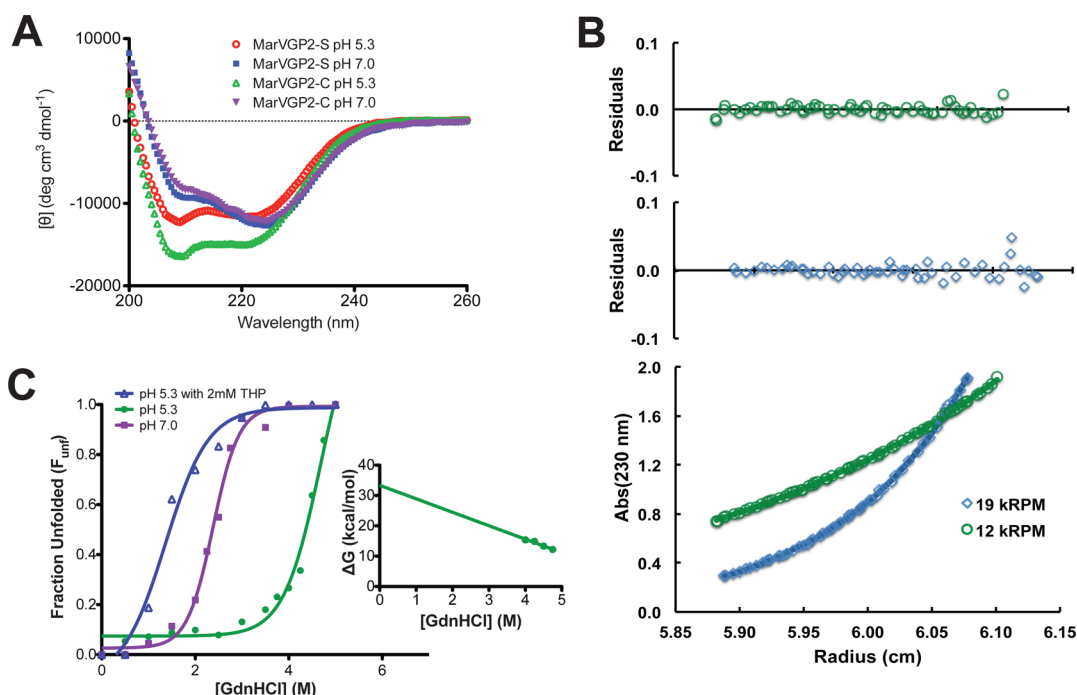 A
10000
0
-10000
-20000
[θ] (deg cm³ dmol⁻¹)
MarVGP2-S pH 5.3
MarVGP2-S pH 7.0
MarVGP2-C pH 5.3
MarVGP2-C pH 7.0
200
220
240
260
Wavelength (nm)
B
0.1
0.0
-0.1
Residuals
0.1
0.0
-0.1
Residuals
2.0
1.6
1.2
0.8
0.4
0.0
Abs(230 nm)
19 kRPM
12 kRPM
5.85
5.90
5.95
6.00
6.05
6.10
6.15
Radius (cm)
C
pH 5.3 with 2mM THP
pH 5.3
pH 7.0
1.0
0.8
0.6
0.4
0.2
0.0
Fraction Unfolded (Funf)
0
2
4
6
[GdnHCl] (M)
40
30
20
10
0
ΔG (kcal/mol)
0
1
2
3
4
5
[GdnHCl] (M)